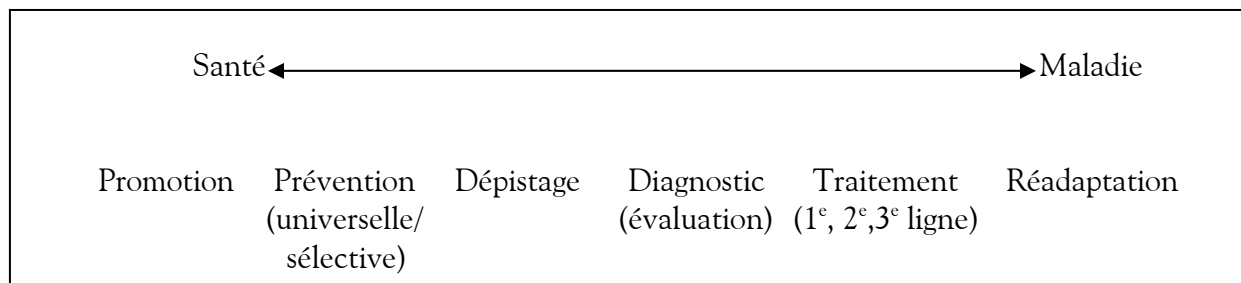 Santé Maladie
Promotion Prévention Dépistage Diagnostic Traitement Réadaptation
(universelle/ (évaluation) (1e, 2e,3e ligne)
sélective)